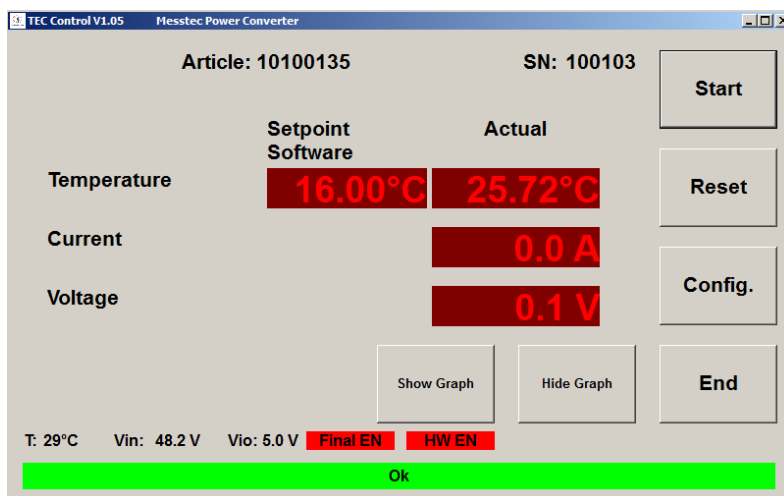 TEC Control V1.05 Messtec Power Converter
Article: 10100135 SN: 100103
Start
Setpoint Software Actual
Temperature 16.00°C 25.72°C
Reset
Current 0.0 A
Config.
Voltage 0.1 V
Show Graph Hide Graph End
T: 29°C Vin: 48.2 V Vio: 5.0 V Final EN HW EN
Ok